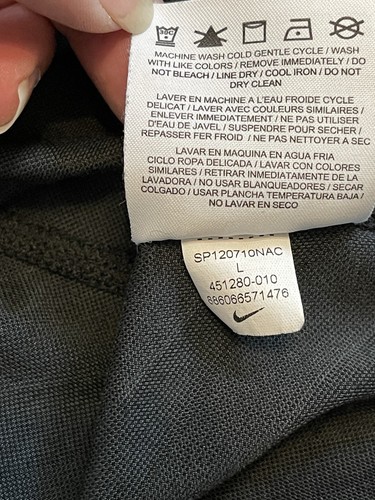 30C
MACHINE WASH COLD GENTLE CYCLE / WASH
WITH LIKE COLORS / REMOVE IMMEDIATELY / DO
NOT BLEACH / LINE DRY / COOL IRON / DO NOT
DRY CLEAN
LAVER EN MACHINE A L'EAU FROIDE CYCLE
DELICAT / LAVER AVEC COULEURS SIMILAIRES /
ENLEVER IMMEDIATEMENT / NE PAS UTILISER
D'EAU DE JAVEL / SUSPENDRE POUR SECHER /
REPASSER FER FROID / NE PAS NETTOYER A SEC
LAVAR EN MAQUINA EN AGUA FRIA
CICLO ROPA DELICADA / LAVAR CON COLORES
SIMILARES / RETIRAR INMEDIATAMENTE DE LA
LAVADORA / NO USAR BLANQUEADORES / SECAR
COLGADO / USAR PLANCHA TEMPERATURA BAJA /
NO LAVAR EN SECO
SP120710NAC
L
451280-010
886066571476